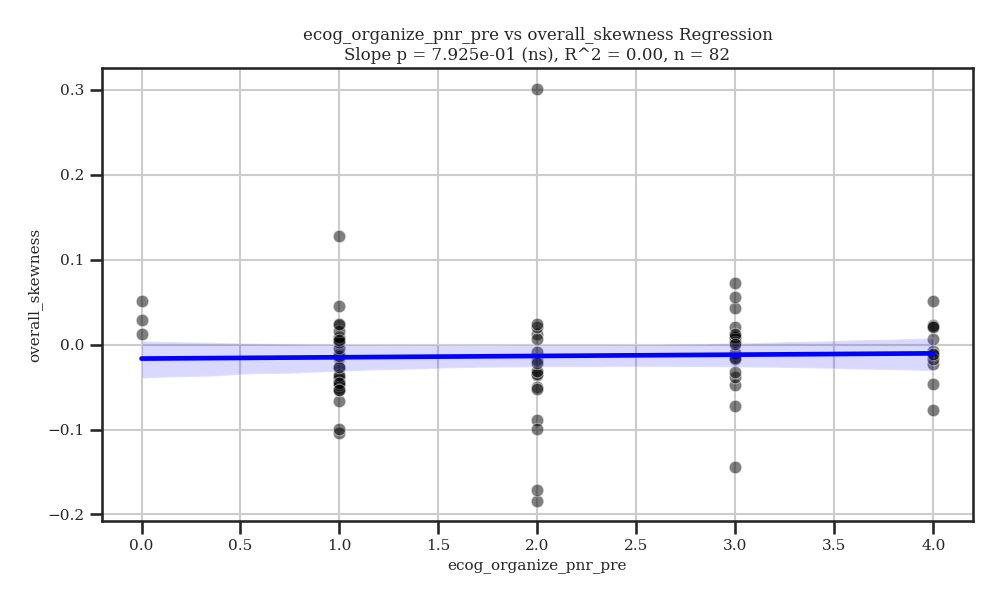 ecog_organize_pnr_pre vs overall_skewness Regression
Slope p = 7.925e-01 (ns), R^2 = 0.00, n = 82
overall_skewness
0.3
0.2
0.1
0.0
−0.1
−0.2
0.0 0.5 1.0 1.5 2.0 2.5 3.0 3.5 4.0
ecog_organize_pnr_pre